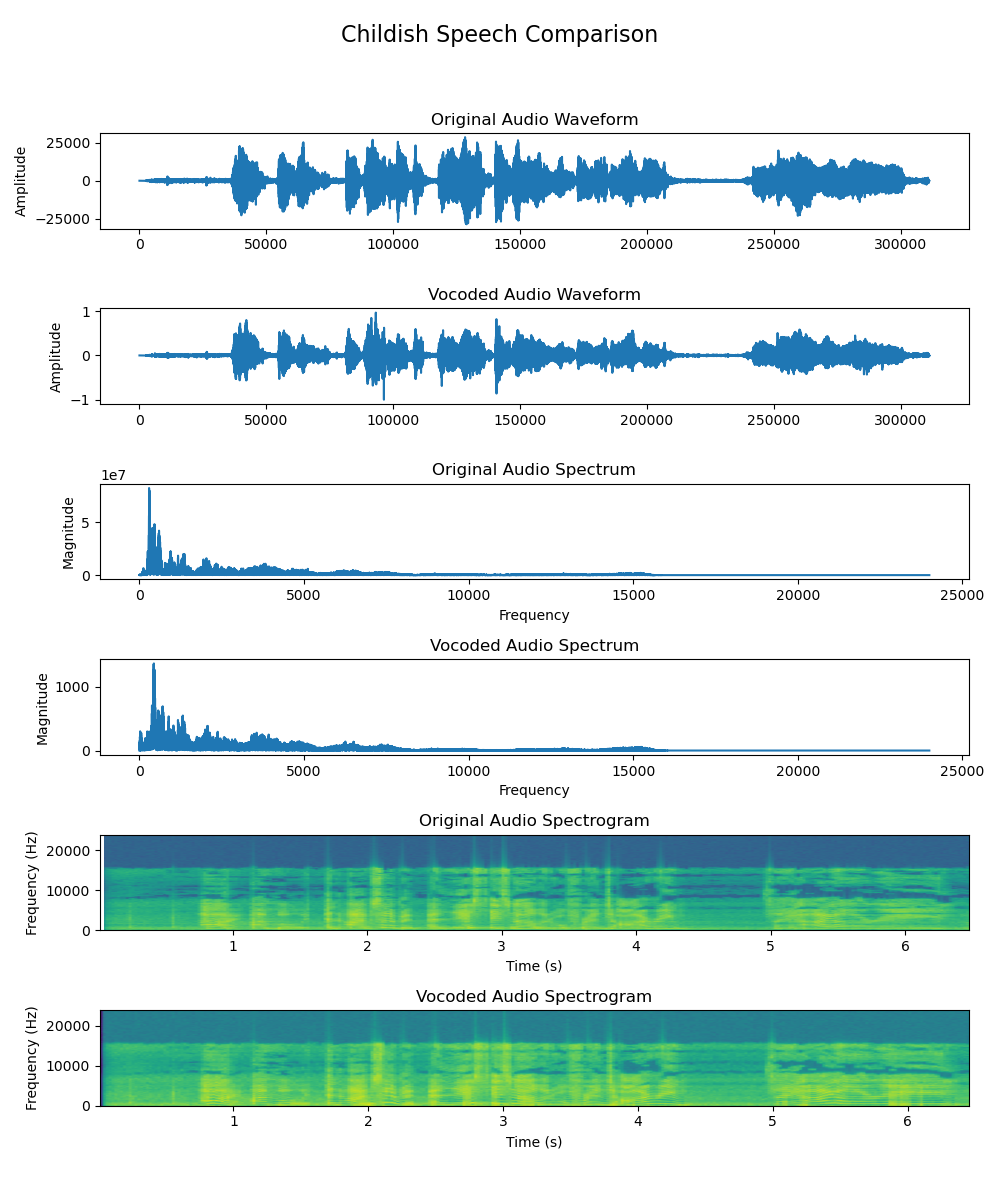 Childish Speech Comparison
Original Audio Waveform
Amplitude
25000
0
−25000
0 50000 100000 150000 200000 250000 300000
Vocoded Audio Waveform
Amplitude
1
0
−1
0 50000 100000 150000 200000 250000 300000
Original Audio Spectrum
1e7
Magnitude
5
0
0 5000 10000 15000 20000 25000
Frequency
Vocoded Audio Spectrum
Magnitude
1000
0
0 5000 10000 15000 20000 25000
Frequency
Original Audio Spectrogram
Frequency (Hz)
20000
10000
0
1 2 3 4 5 6
Time (s)
Vocoded Audio Spectrogram
Frequency (Hz)
20000
10000
0
1 2 3 4 5 6
Time (s)